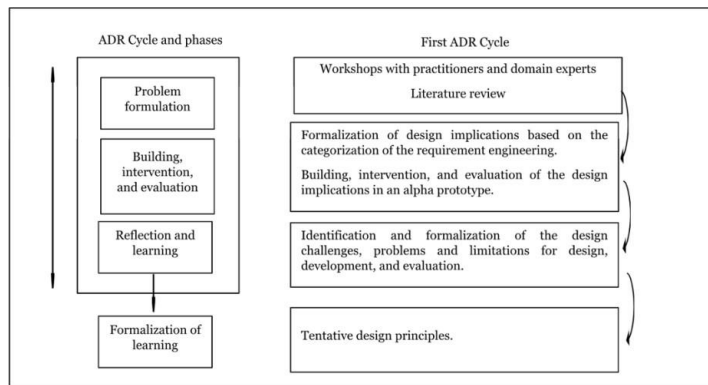 ADR Cycle and phases
Problem
formulation
Building,
intervention,
and evaluation
Reflection and
learning
Formalization of
learning
First ADR Cycle
Workshops with practitioners and domain experts
Literature review
Formalization of design implications based on the
categorization of the requirement engineering.
Building, intervention, and evaluation of the design
implications in an alpha prototype.
Identification and formalization of the design
challenges, problems and limitations for design,
development, and evaluation.
Tentative design principles.